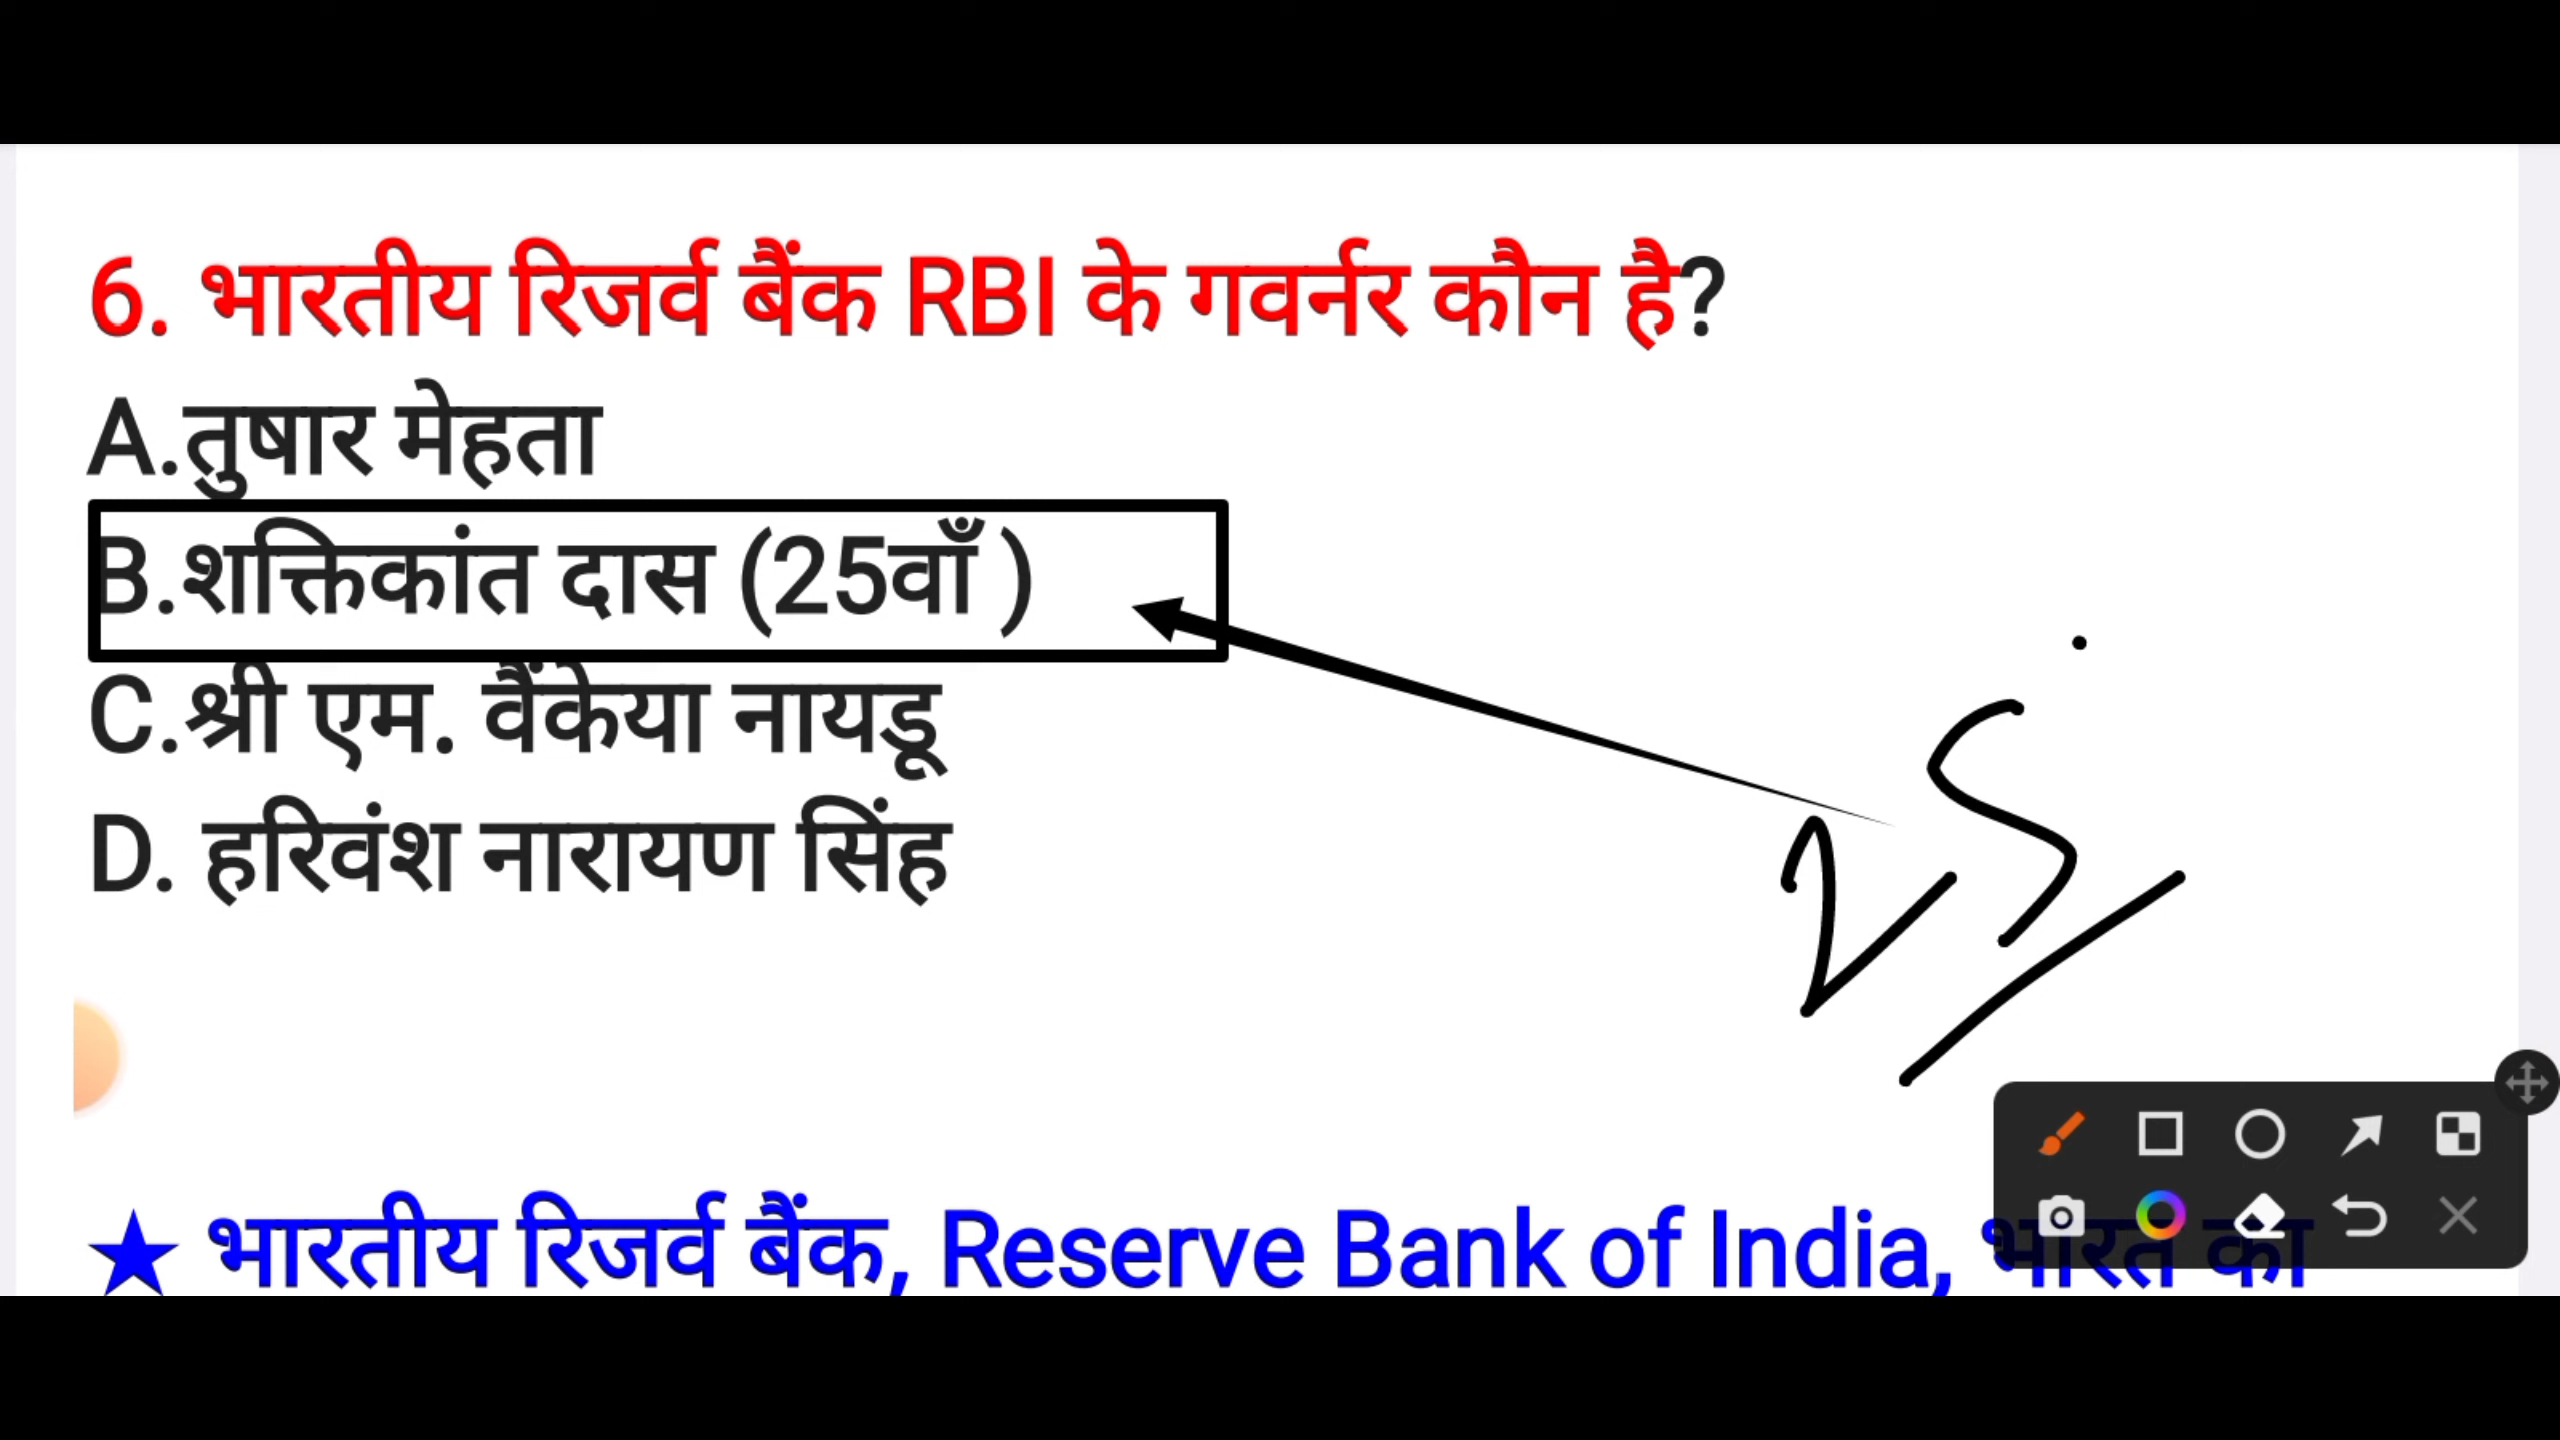 6. भारतीय रिजर्व बैंक RBI के गवर्नर कौन है?
A.तुषार मेहता
B.शक्तिकांत दास (25वाँ )
C.श्री एम. वैंकेया नायडू
D. हरिवंश नारायण सिंह
25
★ भारतीय रिजर्व बैंक, Reserve Bank of India, भारत का